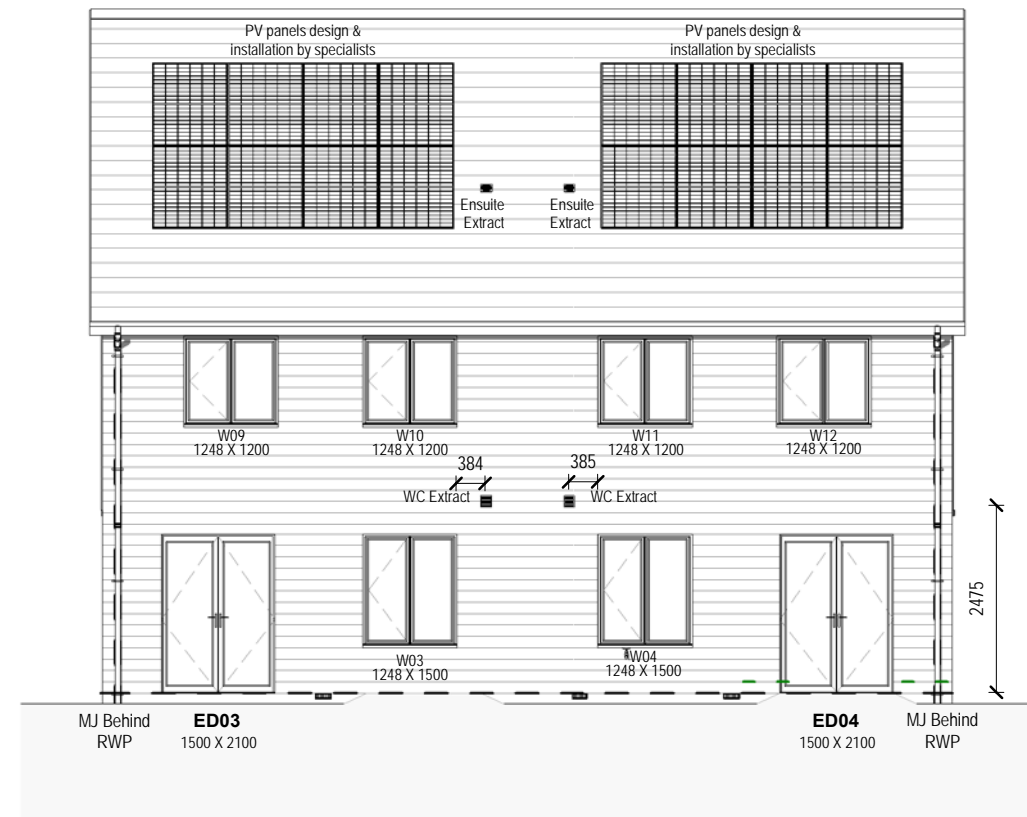 PV panels design &
installation by specialists
PV panels design &
installation by specialists
Ensuite
Extract
Ensuite
Extract
W09
1248 X 1200
W10
1248 X 1200
W11
1248 X 1200
W12
1248 X 1200
384
385
WC Extract
WC Extract
2475
W03
1248 X 1500
W04
1248 X 1500
MJ Behind
RWP
ED03
1500 X 2100
ED04
1500 X 2100
MJ Behind
RWP